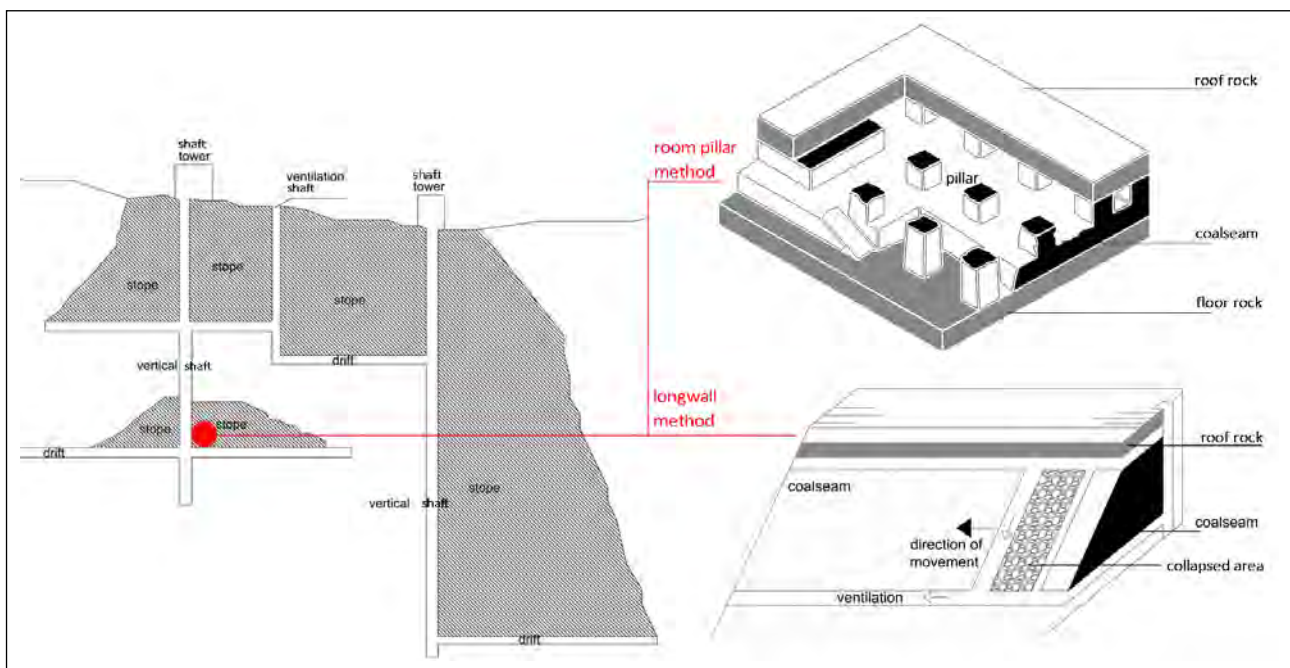 shaft
tower
ventilation
shaft
shaft
tower
stope
stope
stope
drift
vertical shaft
stope
stope
drift
vertical shaft
stope
drift
room pillar
method
longwall
method
roof rock
pillar
coalseam
floor rock
roof rock
coalseam
coalseam
direction of
movement
collapsed area
ventilation